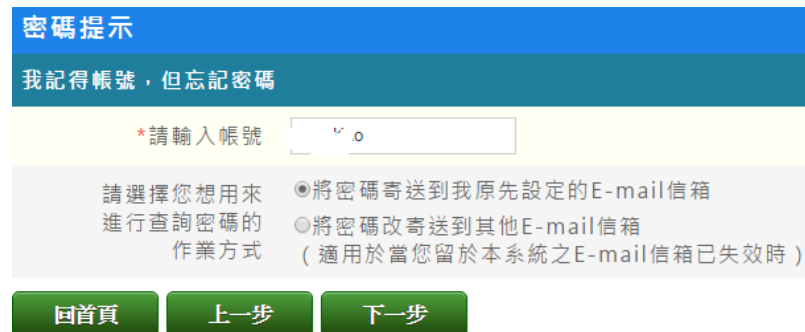 密碼提示
我記得帳號，但忘記密碼
*請輸入帳號
請選擇您想用來
進行查詢密碼的
作業方式
將密碼寄送到我原先設定的E-mail信箱
將密碼改寄送到其他E-mail信箱
(適用於當您留於本系統之E-mail信箱已失效時)
回首頁
上一步
下一步